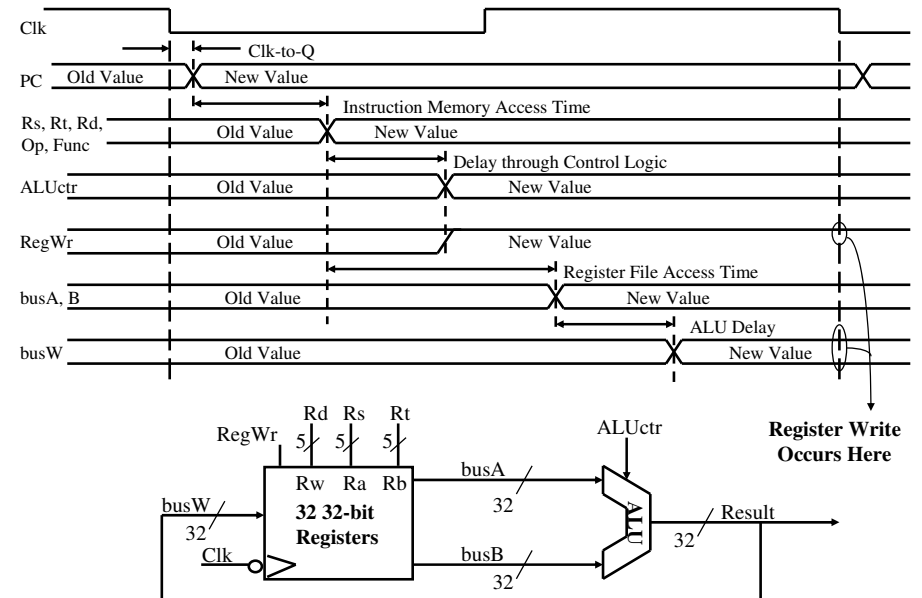 Clk
Clk-to-Q
PC
Old Value
New Value
Instruction Memory Access Time
Rs, Rt, Rd,
Op, Func
Old Value
New Value
Delay through Control Logic
ALUctr
Old Value
New Value
RegWr
Old Value
New Value
Register File Access Time
busA, B
Old Value
New Value
ALU Delay
busW
Old Value
New Value
Register Write
Occurs Here
Rd
Rs
Rt
RegWr
5
5
5
ALUctr
Rw
Ra
Rb
busA
32
busW
32
32 32-bit
Registers
ALU
Result
32
Clk
busB
32